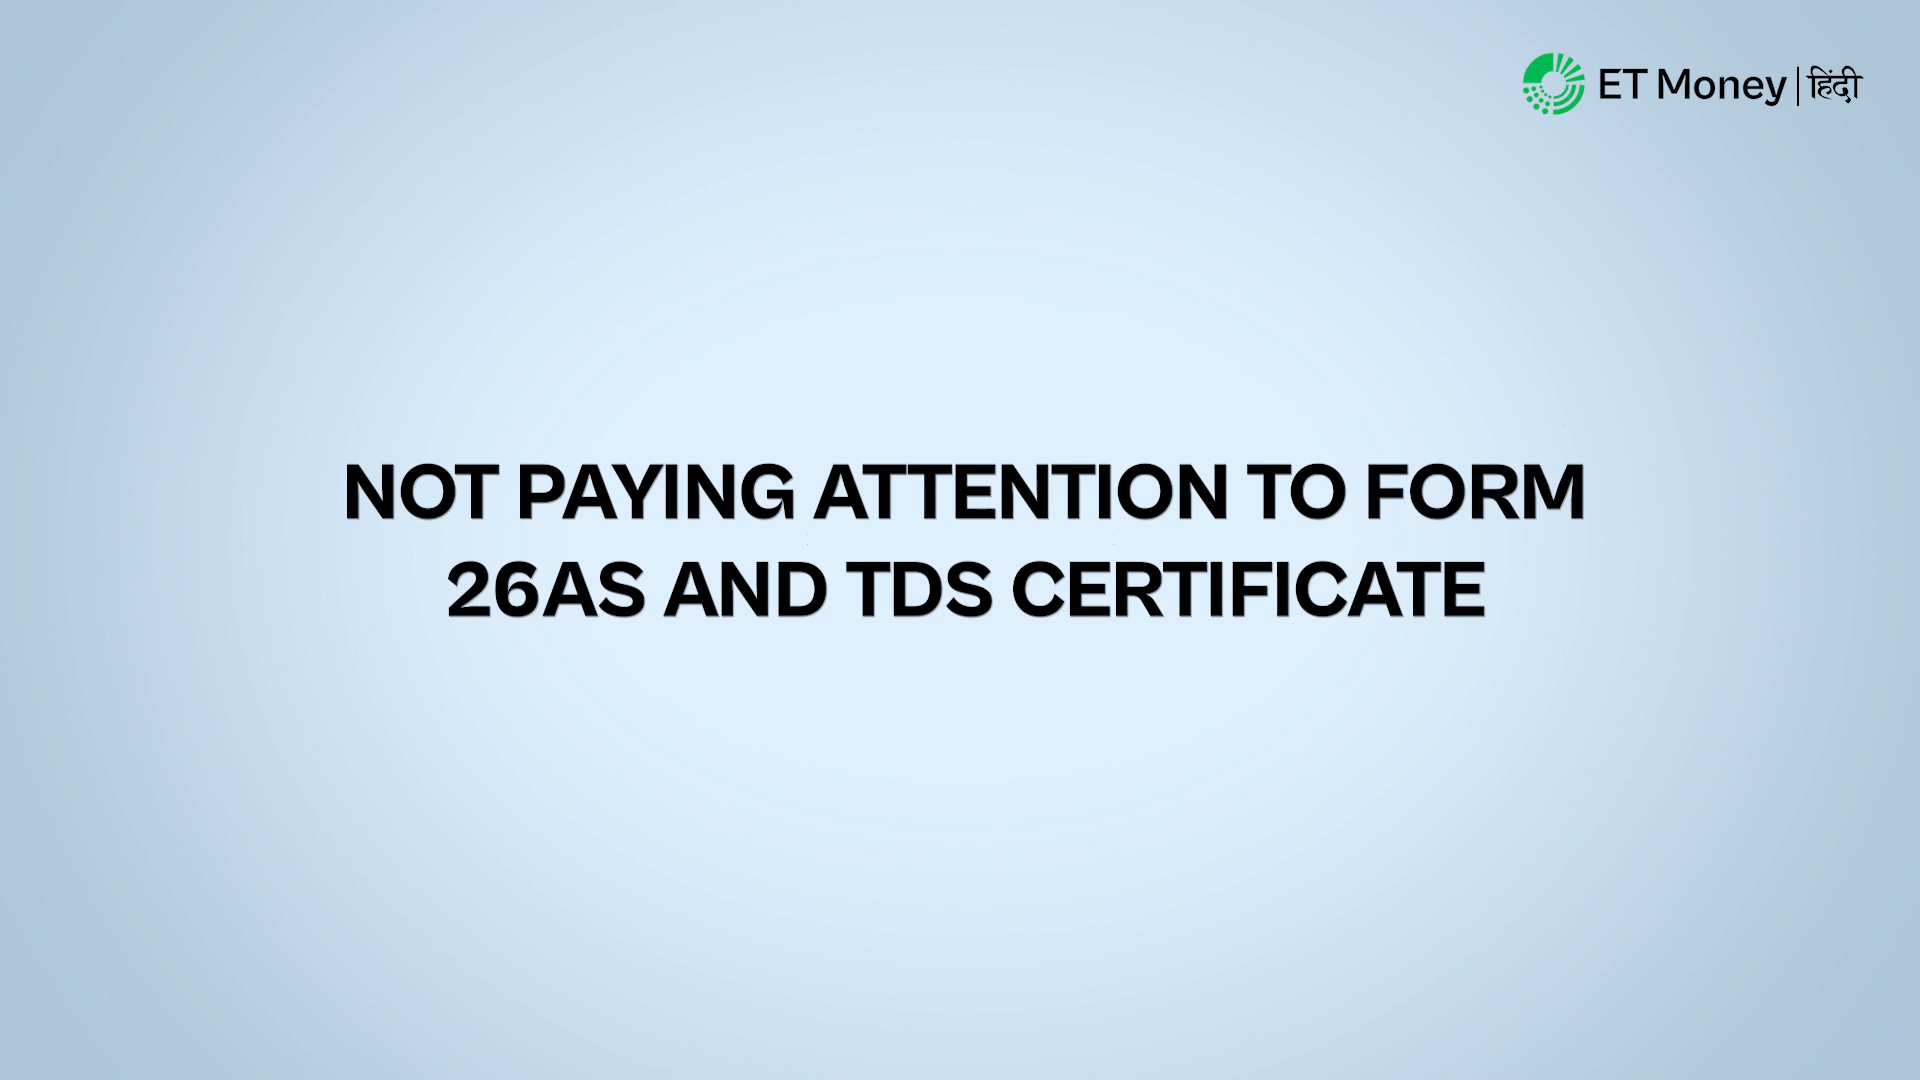 ET Money | हिंदी
NOT PAYING ATTENTION TO FORM
26AS AND TDS CERTIFICATE